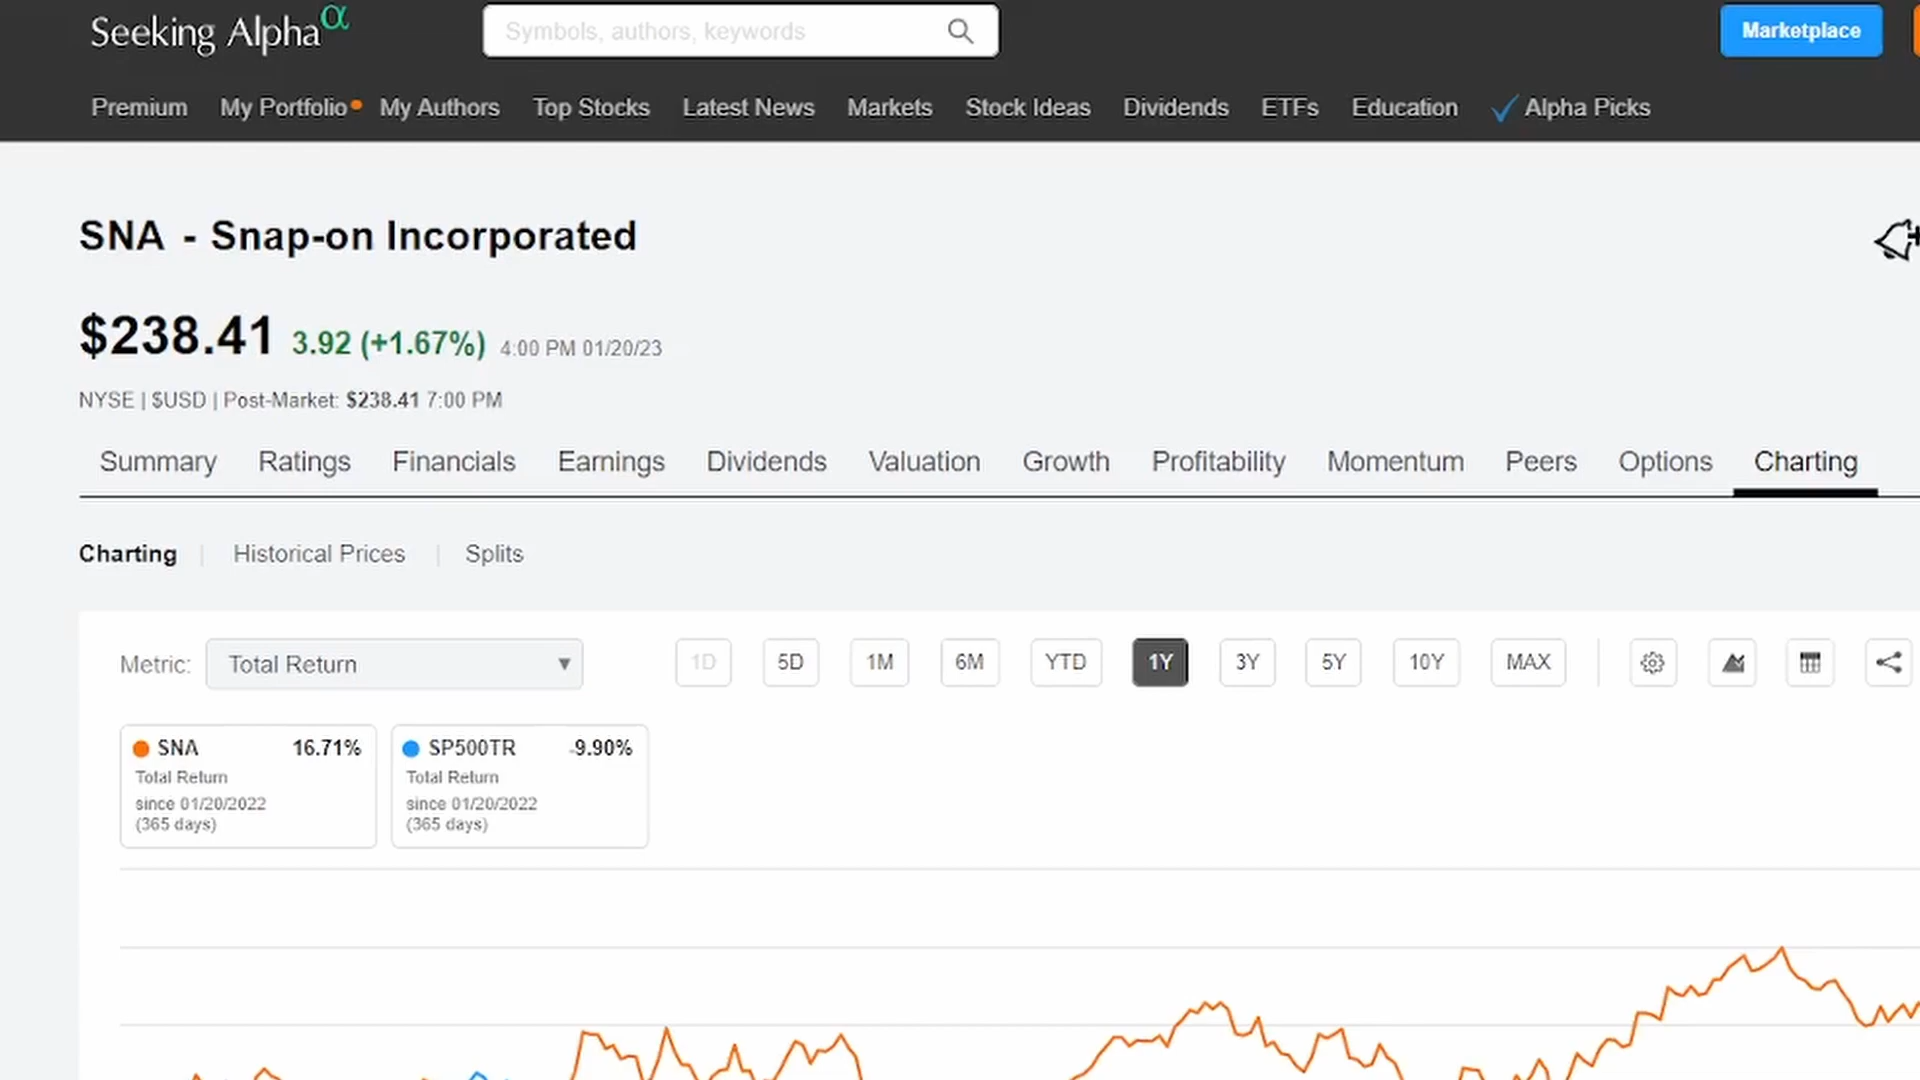 Seeking Alpha α
Symbols, authors, keywords
Marketplace
Premium My Portfolio My Authors Top Stocks Latest News Markets Stock Ideas Dividends ETFs Education Alpha Picks
SNA - Snap-on Incorporated
$238.41 3.92 (+1.67%) 4:00 PM 01/20/23
NYSE | $USD | Post-Market: $238.41 7:00 PM
Summary Ratings Financials Earnings Dividends Valuation Growth Profitability Momentum Peers Options Charting
Charting | Historical Prices | Splits
Metric: Total Return 1D 5D 1M 6M YTD 1Y 3Y 5Y 10Y MAX
SNA 16.71% SP500TR -9.90%
Total Return Total Return
since 01/20/2022 since 01/20/2022
(365 days) (365 days)